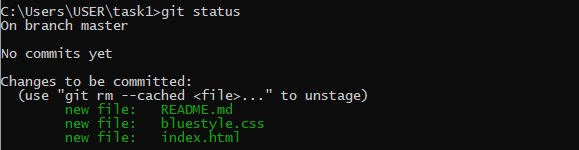 C:\Users\USER\task1>git status
On branch master
No commits yet
Changes to be committed:
(use "git rm --cached <file>..." to unstage)
new file: README.md
new file: bluestyle.css
new file: index.html